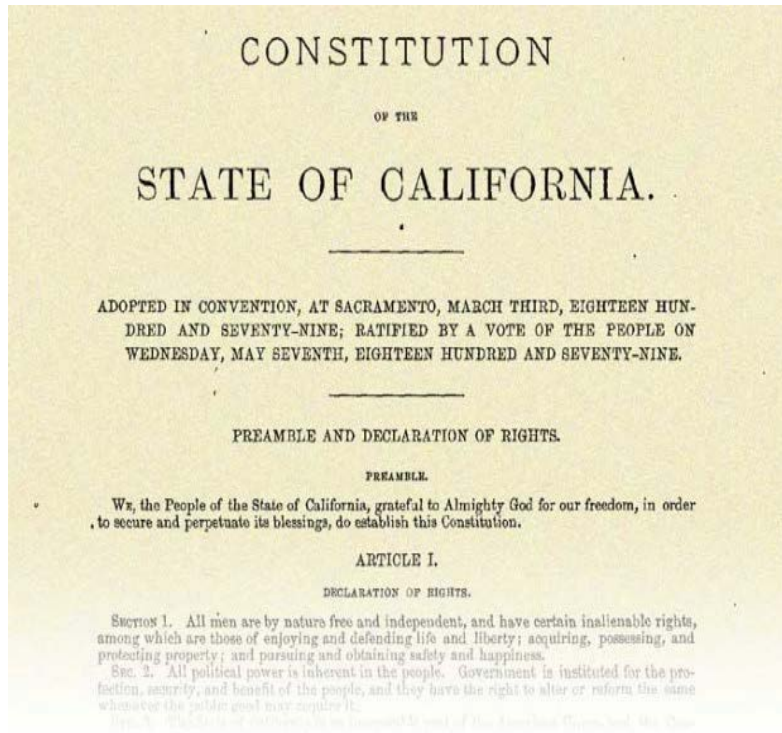 CONSTITUTION
OF THE
STATE OF CALIFORNIA.
ADOPTED IN CONVENTION, AT SACRAMENTO, MARCH THIRD, EIGHTEEN HUN-
DRED AND SEVENTY-NINE; RATIFIED BY A VOTE OF THE PEOPLE ON
WEDNESDAY, MAY SEVENTH, EIGHTEEN HUNDRED AND SEVENTY-NINE.
PREAMBLE AND DECLARATION OF RIGHTS.
PREAMBLE.
WE, the People of the State of California, grateful to Almighty God for our freedom, in order
to secure and perpetuate its blessings, do establish this Constitution.
ARTICLE I.
DECLARATION OF RIGHTS.
SECTION 1. All men are by nature free and independent, and have certain inalienable rights,
among which are those of enjoying and defending life and liberty; acquiring, possessing, and
protecting property; and pursuing and obtaining safety and happiness.
SEC. 2. All political power is inherent in the people. Government is instituted for the pro-
tection, security, and benefit of the people, and they have the right to alter or reform the same
whenever the public good may require it.